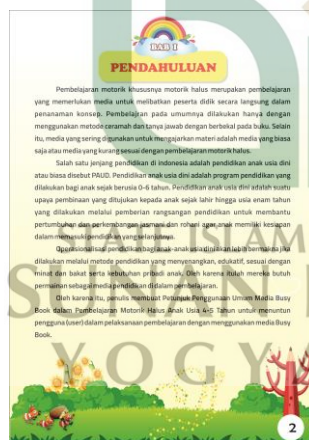 BAB I
PENDAHULUAN
Pembelajaran motorik khususnya motorik halus merupakan pembelajaran
yang memerlukan media untuk melibatkan peserta didik secara langsung dalam
penanaman konsep. Pembelajran pada umumnya dilakukan hanya dengan
menggunakan metode ceramah dan tanya jawab dengan berbekal pada buku. Selain
itu, media yang sering di gunakan untuk mengajarkan materi adalah media yang biasa
saja atau media yang kurang sesuai dengan pembelajaran motorik halus.
Salah satu jenjang pendidikan di indonesia adalah pendidikan anak usia dini
atau biasa disebut PAUD. Pendidikan anak usia dini adalah program pendidikan yang
dilakukan bagi anak sejak berusia 0-6 tahun. Pendidikan anak usia dini adalah suatu
upaya pembinaan yang ditujukan kepada anak sejak lahir hingga usia enam tahun
yang dilakukan melalui pemberian rangsangan pendidikan untuk membantu
pertumbuhan dan perkembangan jasmani dan rohani agar anak memiliki kesiapan
dalam memasuki pendidikan yang selanjutnya.
Operasionalisasi pendidikan bagi anak-anak usia dini akan lebih bermakna jika
dilakukan melalui metode pendidikan yang menyenangkan, edukatif, sesuai dengan
minat dan bakat serta kebutuhan pribadi anak. Oleh karena itulah mereka butuh
permainan sebagai media pendidikan di dalam pembelajaran.
Oleh karena itu, penulis membuat Petunjuk Penggunaan Umum Media Busy
Book dalam Pembelajaran Motorik Halus Anak Usia 4-5 Tahun untuk menuntun
pengguna (user) dalam pelaksanaan pembelajaran dengan menggunakan media Busy
Book.
YOGYA
2